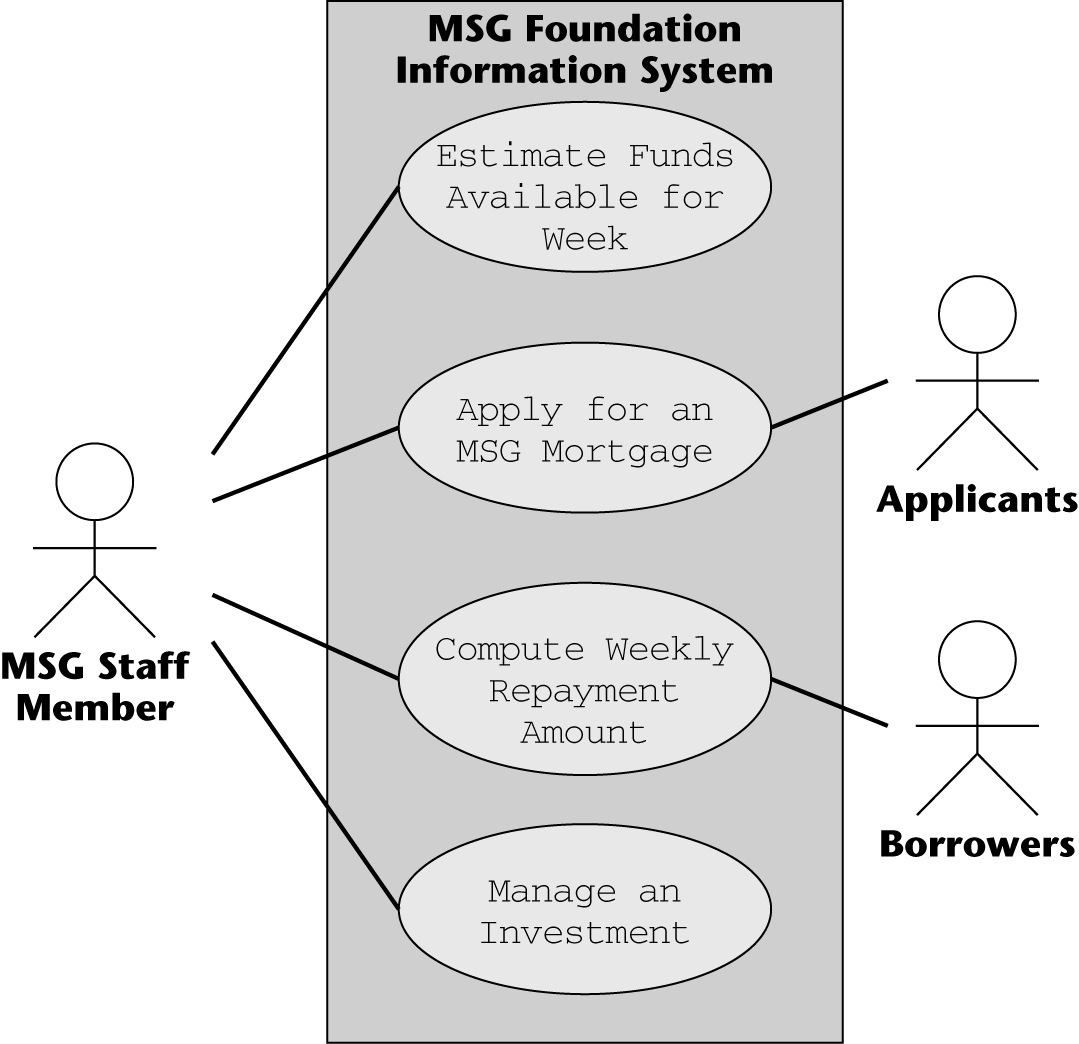 MSG Foundation
Information System
Estimate Funds
Available for
Week
Apply for an
MSG Mortgage
Applicants
MSG Staff
Member
Compute Weekly
Repayment
Amount
Borrowers
Manage an
Investment